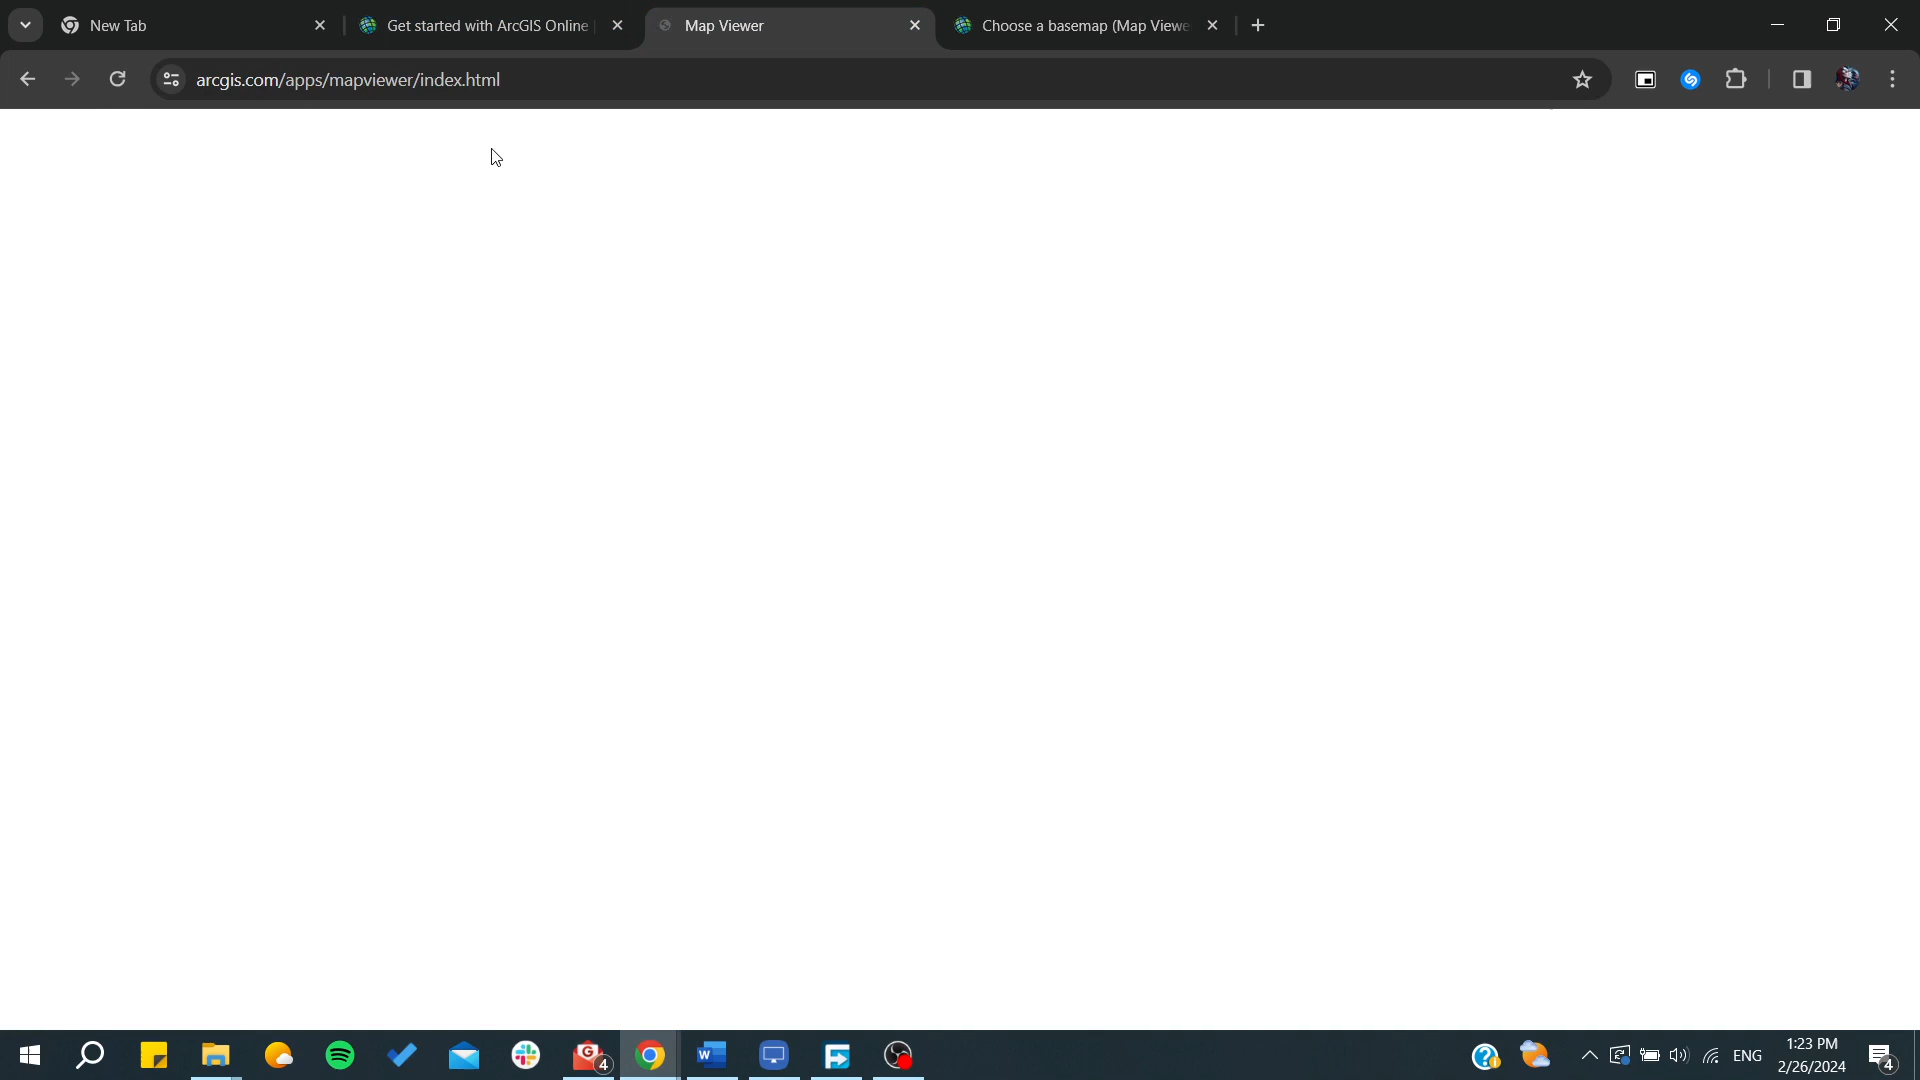 New Tab
Get started with ArcGIS Online
Map Viewer
Choose a basemap (Map Viewe
arcgis.com/apps/mapviewer/index.html
4
ENG
1:23 PM
2/26/2024
4